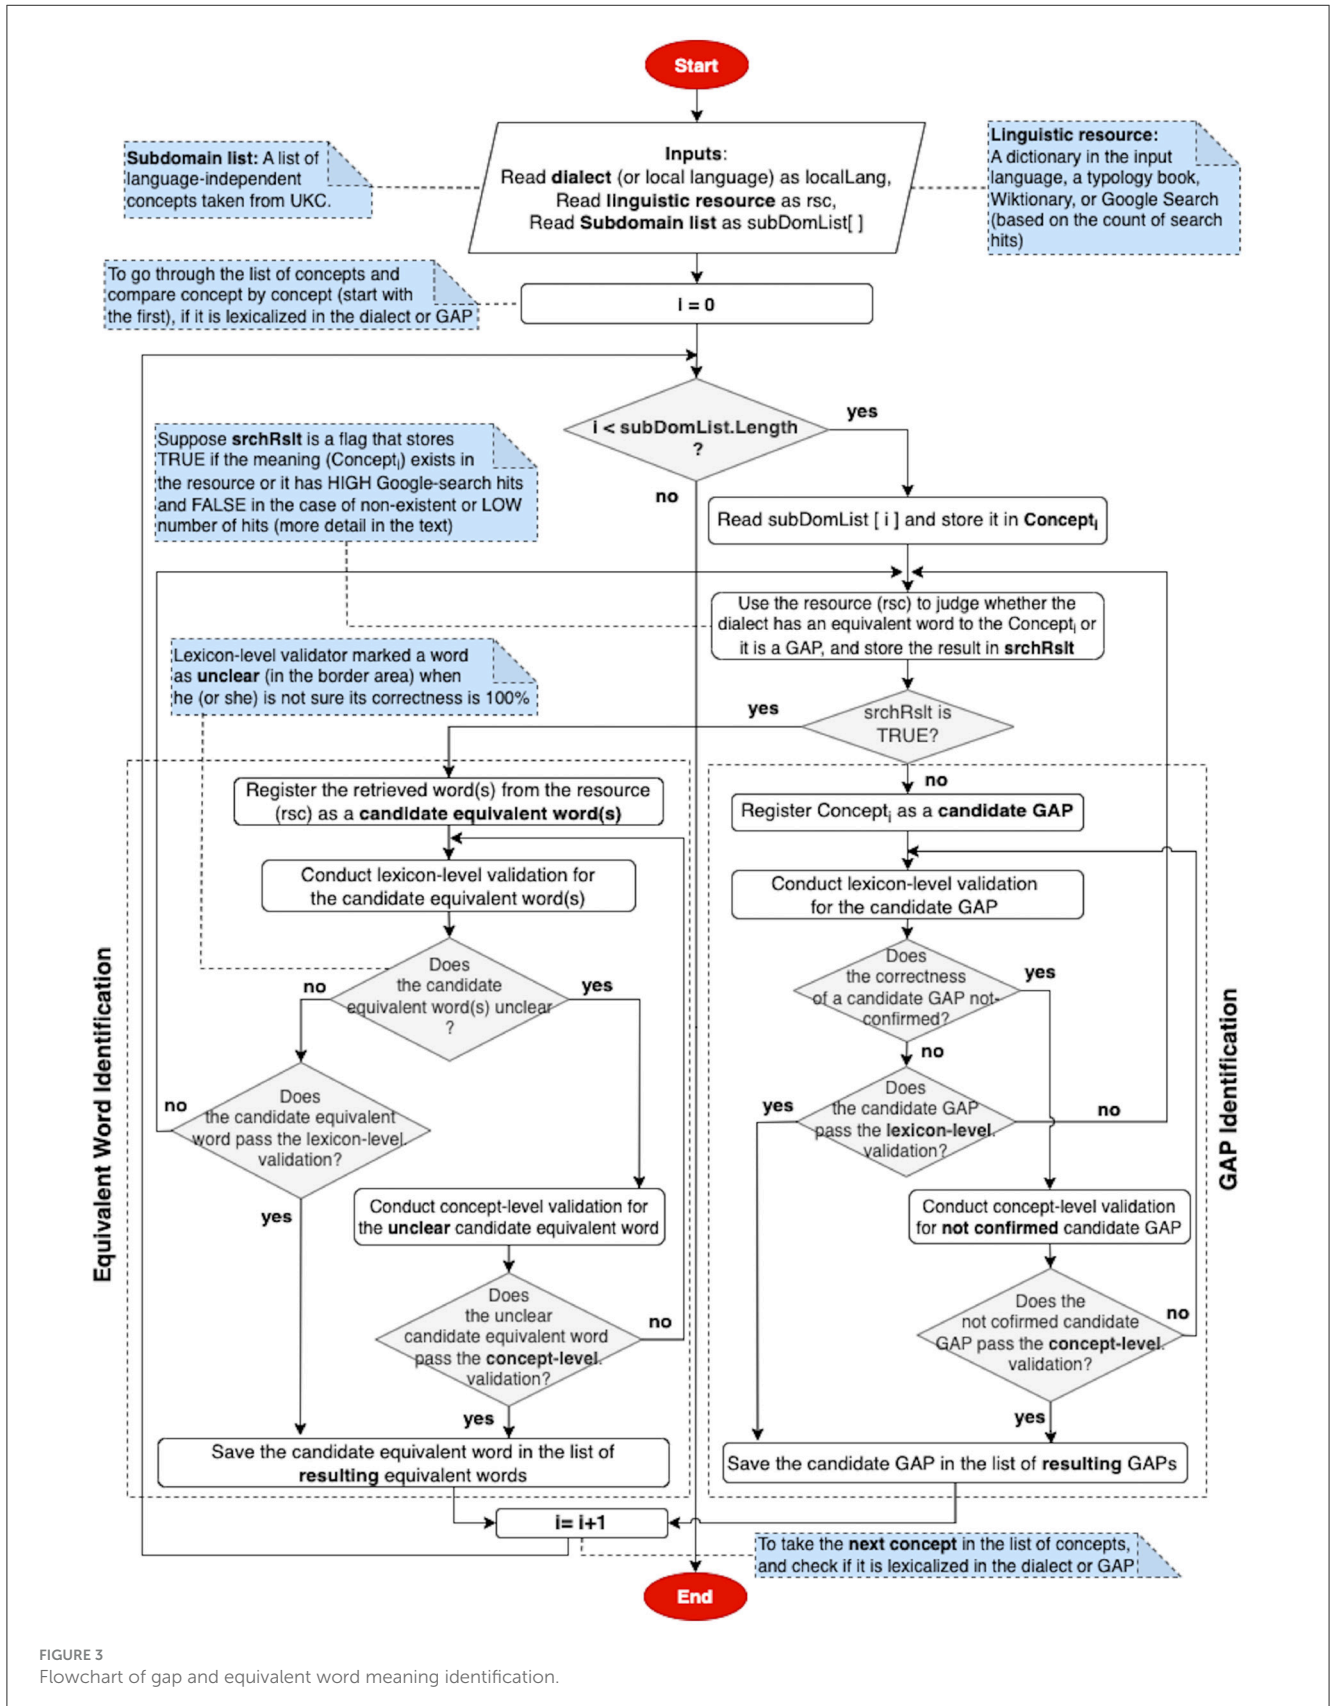 Start
Subdomain list: A list of
language-independent
concepts taken from UKC.
Inputs:
Read dialect (or local language) as localLang,
Read linguistic resource as rsc,
Read Subdomain list as subDomList[ ]
Linguistic resource:
A dictionary in the input
language, a typology book,
Wiktionary, or Google Search
(based on the count of search
hits)
To go through the list of concepts and
compare concept by concept (start with
the first), if it is lexicalized in the dialect or GAP
i = 0
i < subDomList.Length
?
yes
no
Suppose srchRslt is a flag that stores
TRUE if the meaning (Concepti) exists in
the resource or it has HIGH Google-search hits
and FALSE in the case of non-existent or LOW
number of hits (more detail in the text)
Read subDomList [ i ] and store it in Concepti
Use the resource (rsc) to judge whether the
dialect has an equivalent word to the Concepti or
it is a GAP, and store the result in srchRslt
Lexicon-level validator marked a word
as unclear (in the border area) when
he (or she) is not sure its correctness is 100%
srchRslt is
TRUE?
yes
no
Equivalent Word Identification
Register the retrieved word(s) from the resource
(rsc) as a candidate equivalent word(s)
Conduct lexicon-level validation for
the candidate equivalent word(s)
Does
the candidate
equivalent word(s) unclear
?
no
yes
Does
the candidate equivalent
word pass the lexicon-level
validation?
no
yes
Conduct concept-level validation for
the unclear candidate equivalent word
Does
the unclear
candidate equivalent word
pass the concept-level
validation?
no
yes
Save the candidate equivalent word in the list of
resulting equivalent words
GAP Identification
Register Concepti as a candidate GAP
Conduct lexicon-level validation
for the candidate GAP
Does
the correctness
of a candidate GAP not-
confirmed?
yes
no
Does
the candidate GAP
pass the lexicon-level
validation?
yes
no
Conduct concept-level validation
for not confirmed candidate GAP
Does the
not cofirmed candidate
GAP pass the concept-level
validation?
no
yes
Save the candidate GAP in the list of resulting GAPs
i= i+1
To take the next concept in the list of concepts,
and check if it is lexicalized in the dialect or GAP
End
FIGURE 3
Flowchart of gap and equivalent word meaning identification.